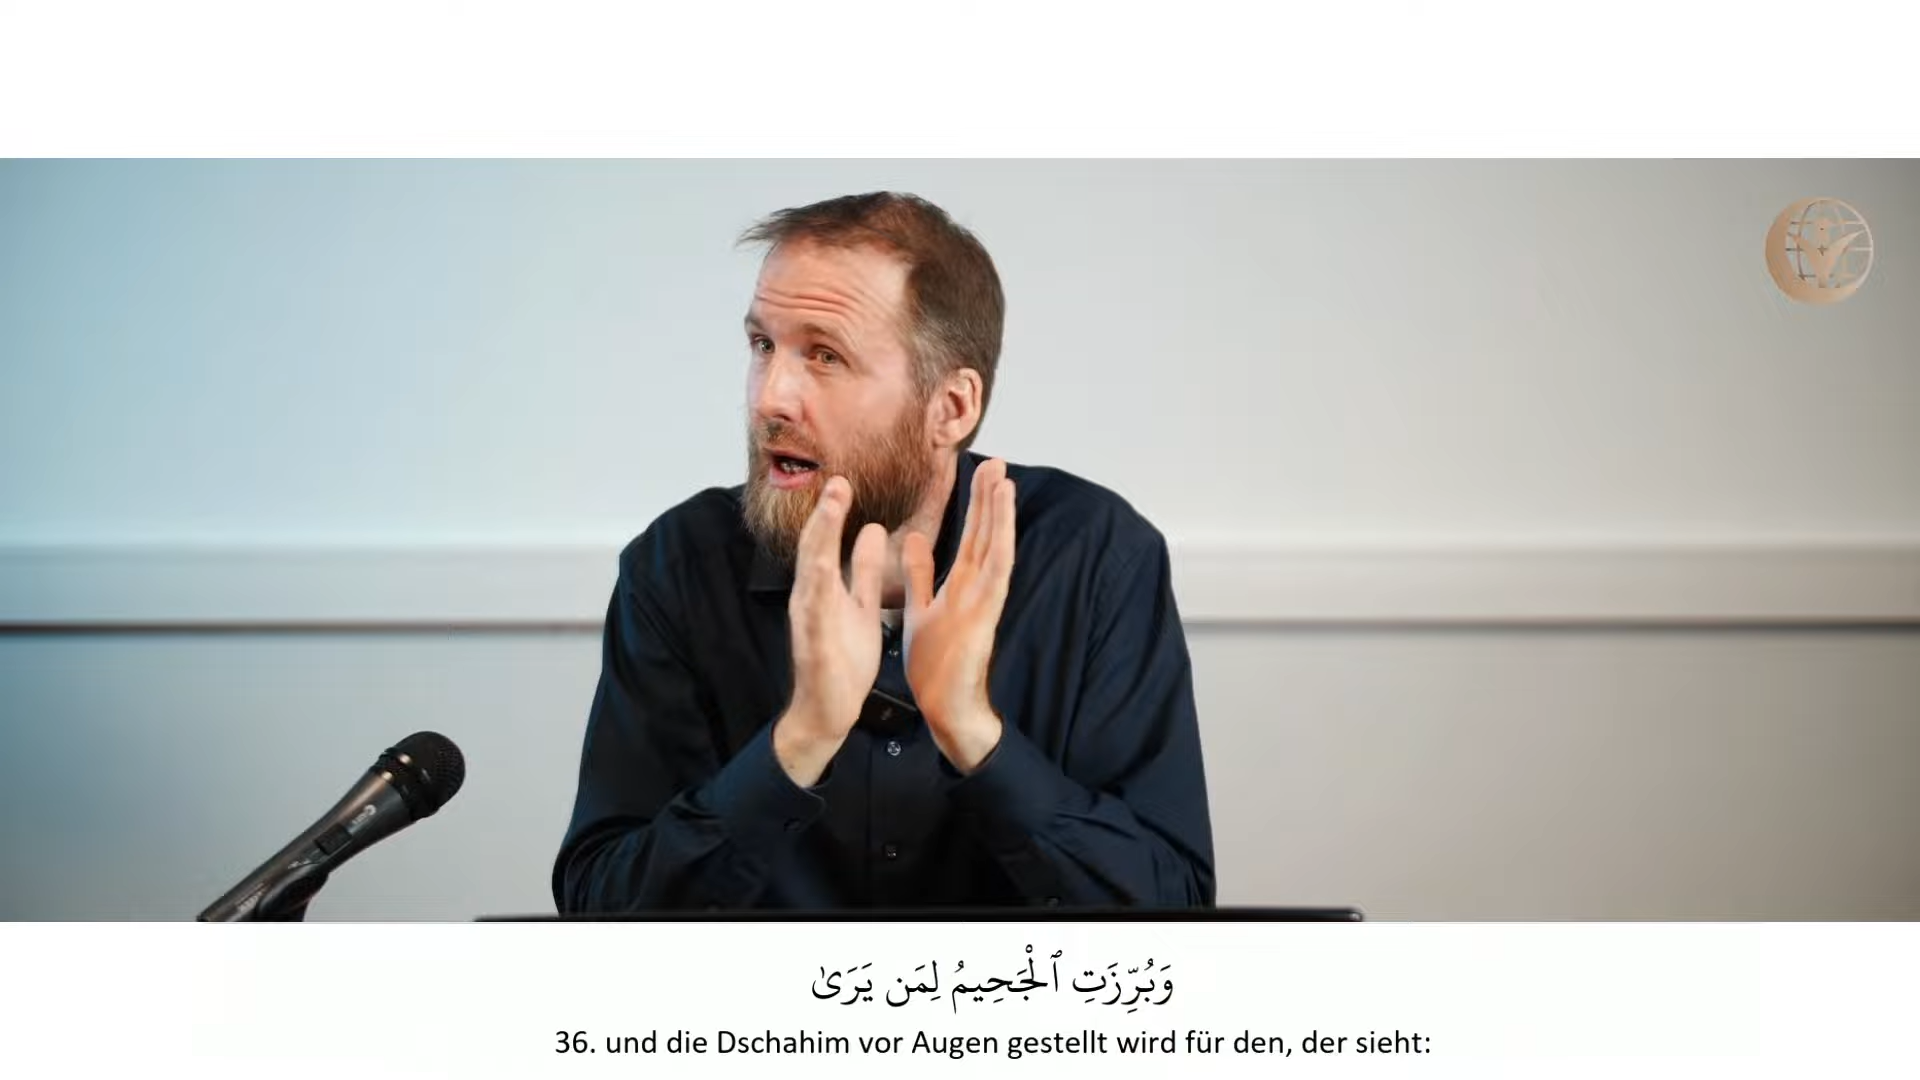 وَبُرِّزَتِ ٱلْجَحِيمُ لِمَن يَرَىٰ
36. und die Dschahim vor Augen gestellt wird für den, der sieht: